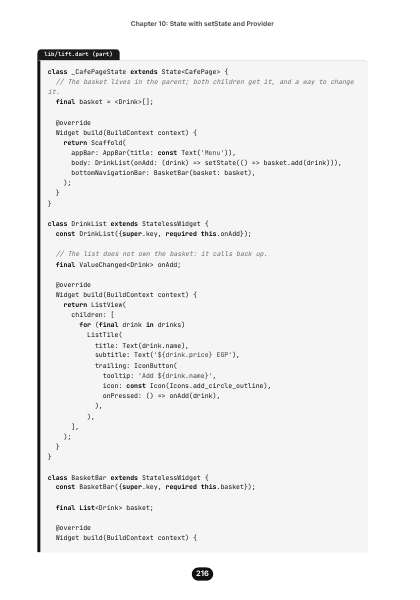 Chapter 10: State with setState and Provider
lib/lift.dart (part)
class _CafePageState extends State<CafePage> {
  // The basket lives in the parent; both children get it, and a way to change
it.
  final basket = <Drink>[];

  @override
  Widget build(BuildContext context) {
    return Scaffold(
      appBar: AppBar(title: const Text('Menu')),
      body: DrinkList(onAdd: (drink) => setState(() => basket.add(drink))),
      bottomNavigationBar: BasketBar(basket: basket),
    );
  }
}

class DrinkList extends StatelessWidget {
  const DrinkList({super.key, required this.onAdd});

  // The list does not own the basket: it calls back up.
  final ValueChanged<Drink> onAdd;

  @override
  Widget build(BuildContext context) {
    return ListView(
      children: [
        for (final drink in drinks)
          ListTile(
            title: Text(drink.name),
            subtitle: Text('${drink.price} EGP'),
            trailing: IconButton(
              tooltip: 'Add ${drink.name}',
              icon: const Icon(Icons.add_circle_outline),
              onPressed: () => onAdd(drink),
            ),
          ),
      ],
    );
  }
}

class BasketBar extends StatelessWidget {
  const BasketBar({super.key, required this.basket});

  final List<Drink> basket;

  @override
  Widget build(BuildContext context) {
216